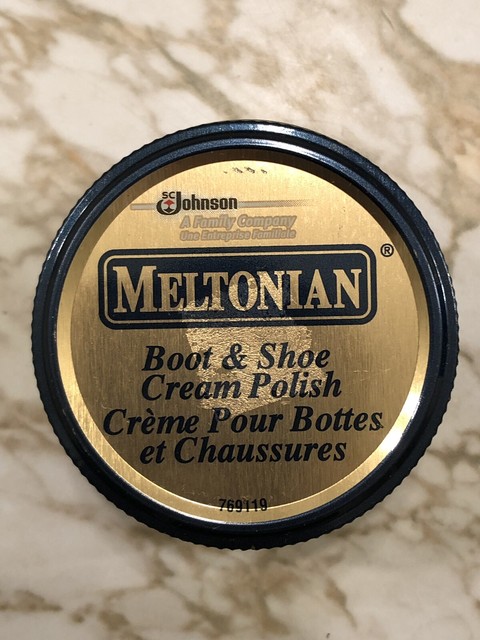 SC Johnson
A Family Company
Une Entreprise Familiale
MELTONIAN ®
Boot & Shoe
Cream Polish
Crème Pour Bottes
et Chaussures
769119